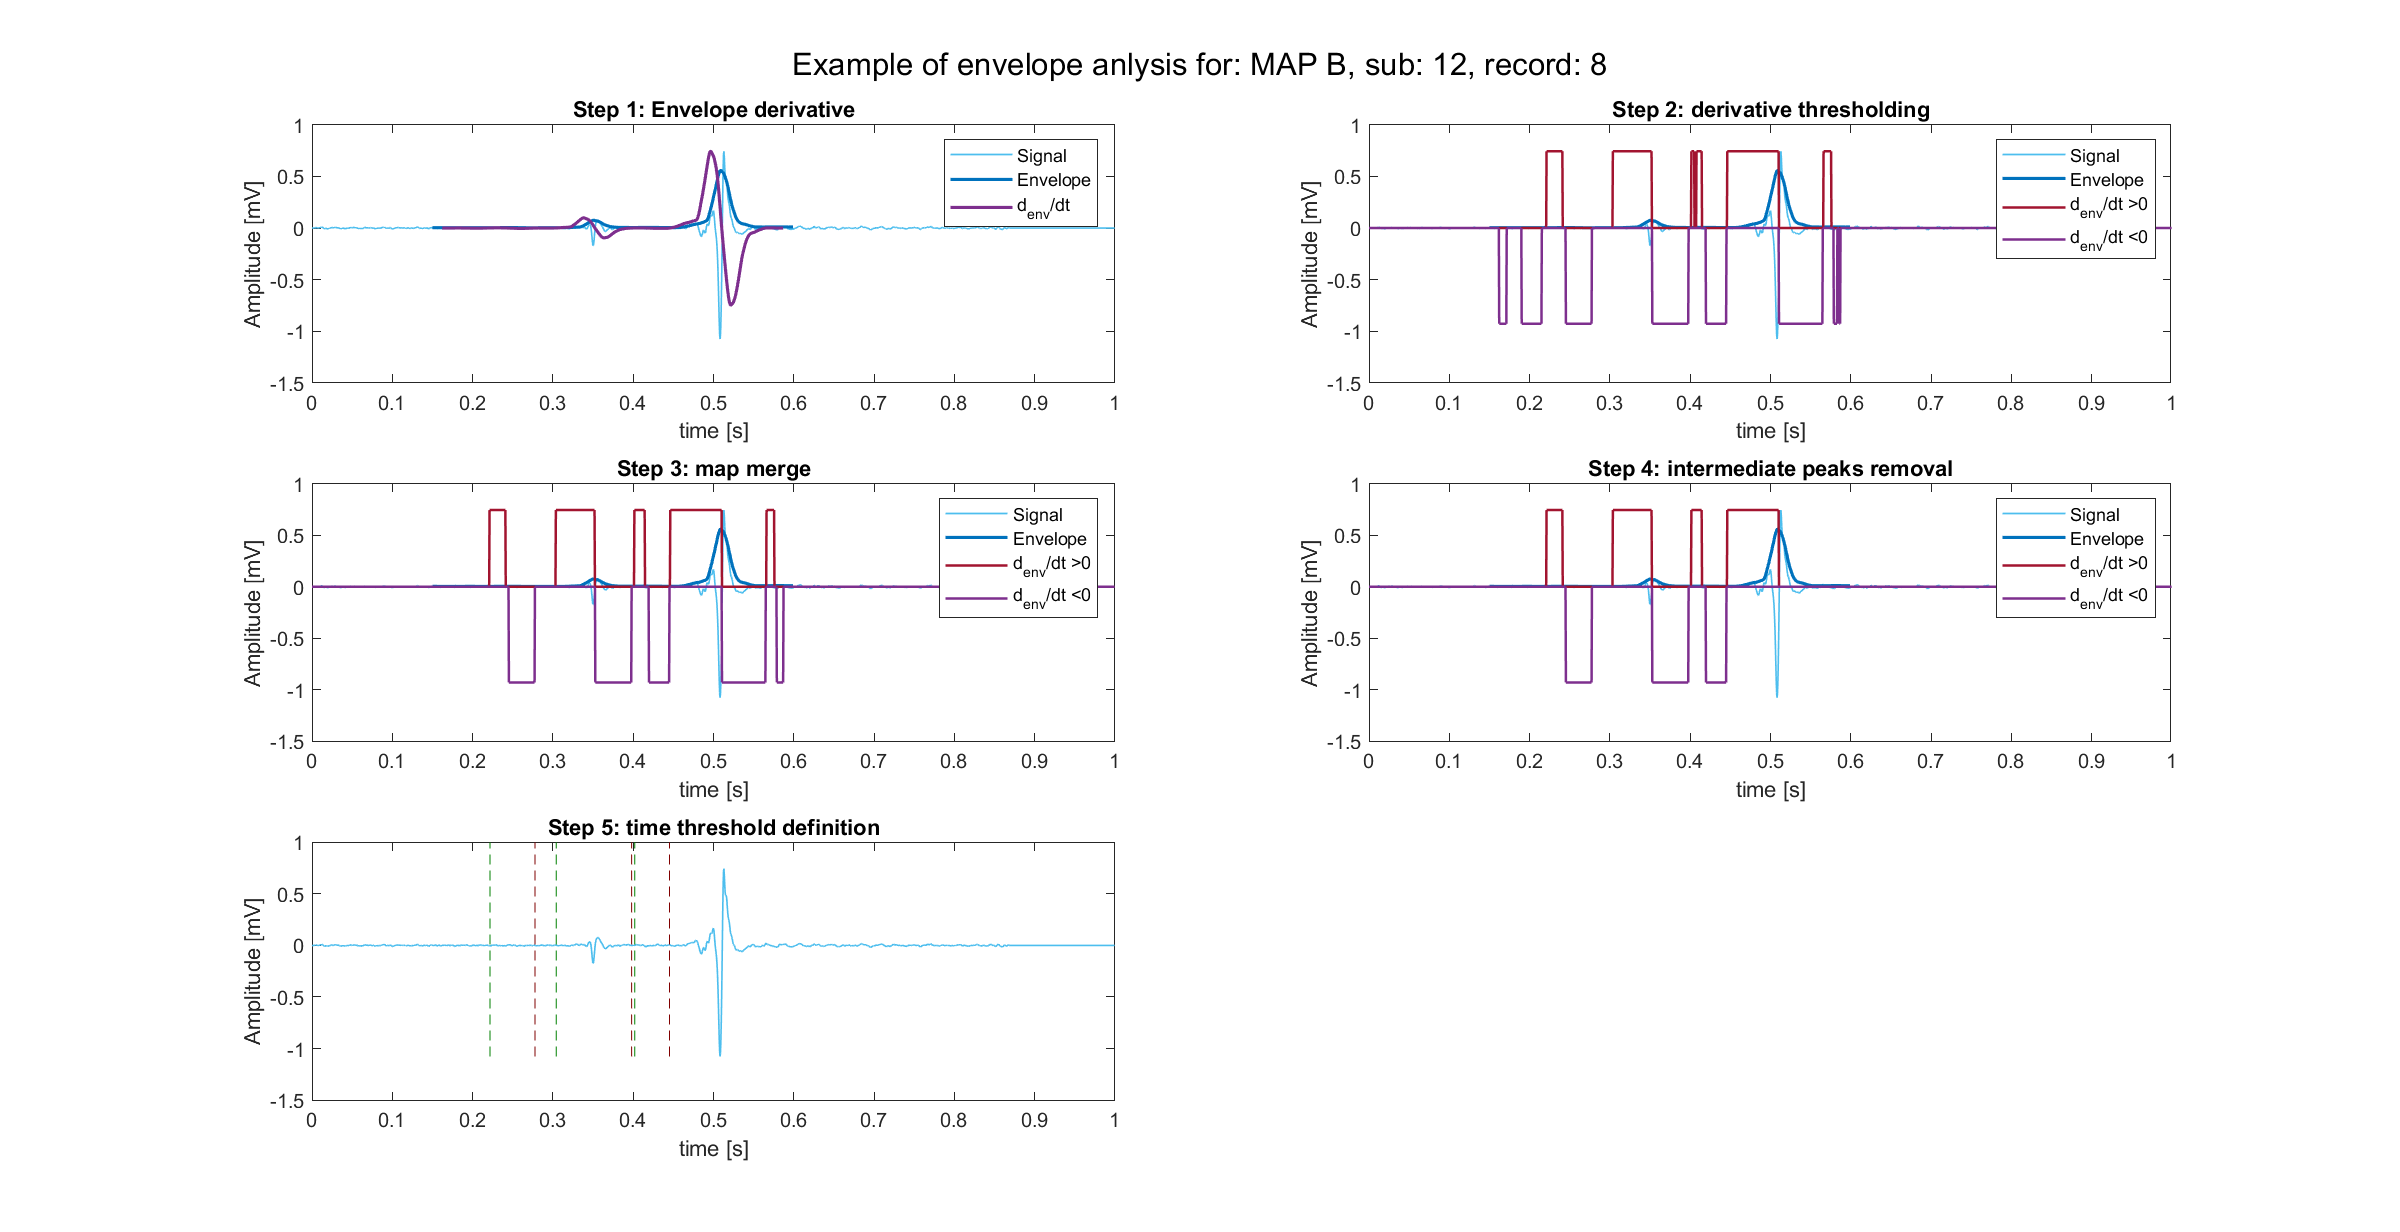 Example of envelope anlysis for: MAP B, sub: 12, record: 8
Step 1: Envelope derivative
1
0.5
0
-0.5
-1
-1.5
Amplitude [mV]
Signal
Envelope
d_env/dt
0 0.1 0.2 0.3 0.4 0.5 0.6 0.7 0.8 0.9 1
time [s]
Step 2: derivative thresholding
1
0.5
0
-0.5
-1
-1.5
Amplitude [mV]
Signal
Envelope
d_env/dt >0
d_env/dt <0
0 0.1 0.2 0.3 0.4 0.5 0.6 0.7 0.8 0.9 1
time [s]
Step 3: map merge
1
0.5
0
-0.5
-1
-1.5
Amplitude [mV]
Signal
Envelope
d_env/dt >0
d_env/dt <0
0 0.1 0.2 0.3 0.4 0.5 0.6 0.7 0.8 0.9 1
time [s]
Step 4: intermediate peaks removal
1
0.5
0
-0.5
-1
-1.5
Amplitude [mV]
Signal
Envelope
d_env/dt >0
d_env/dt <0
0 0.1 0.2 0.3 0.4 0.5 0.6 0.7 0.8 0.9 1
time [s]
Step 5: time threshold definition
1
0.5
0
-0.5
-1
-1.5
Amplitude [mV]
0 0.1 0.2 0.3 0.4 0.5 0.6 0.7 0.8 0.9 1
time [s]